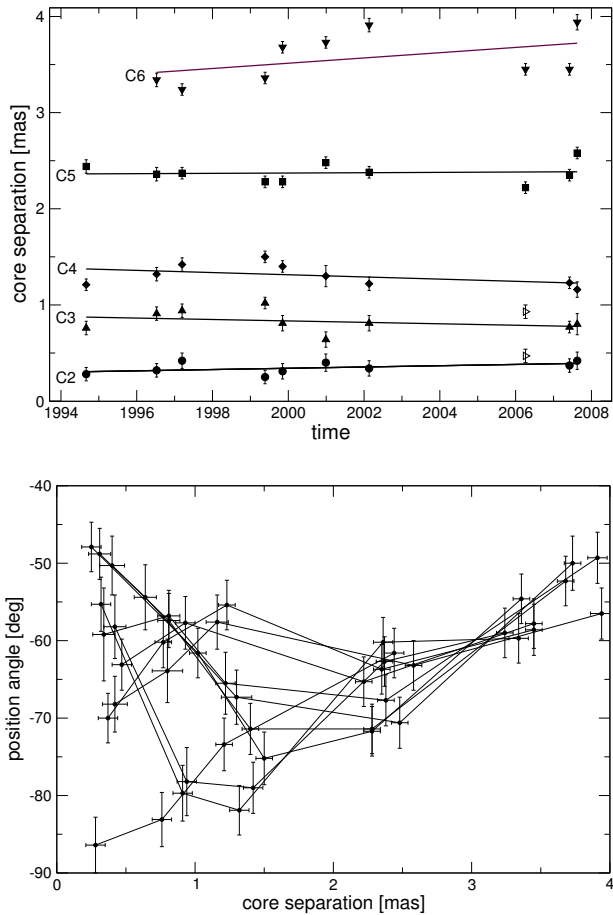 4
3
2
1
0
core separation [mas]
C6
C5
C4
C3
C2
1994 1996 1998 2000 2002 2004 2006 2008
time
-40
-50
-60
-70
-80
-90
position angle [deg]
0 1 2 3 4
core separation [mas]